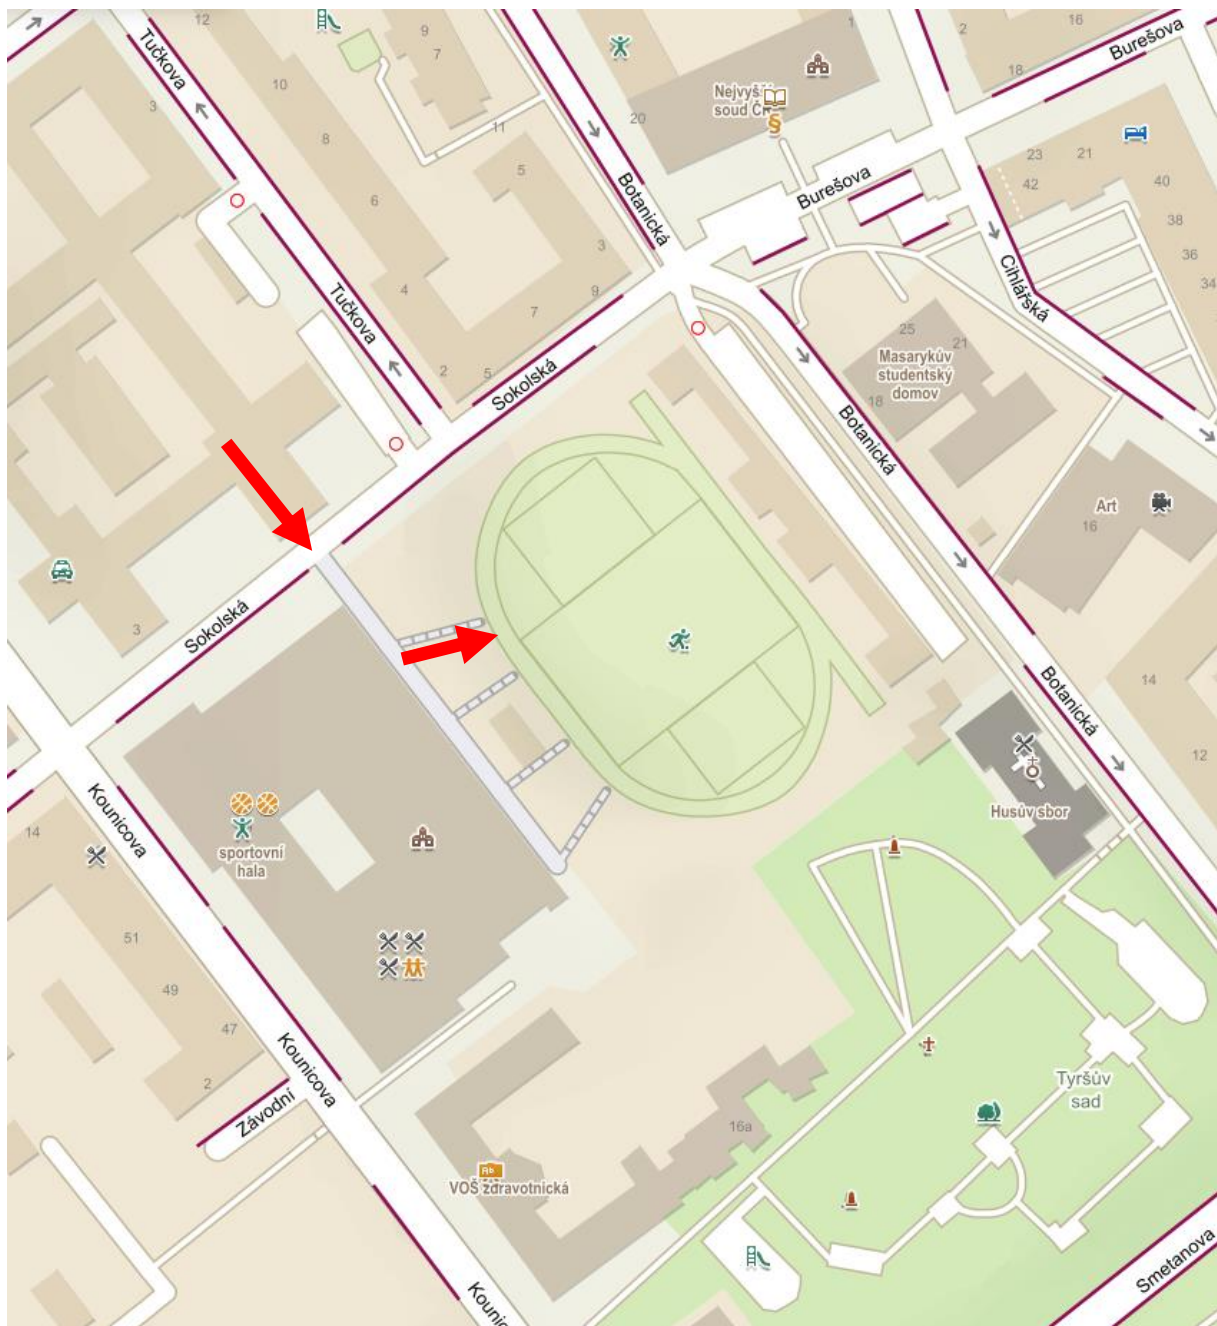 12
9
7
1
2
16
Burešova
Tučkova
10
Nejvyš
soud ČR
18
3
20
11
8
5
23
21
42
40
Burešova
6
Botanická
38
3
36
Cihlářská
34
Tučkova
4
9
7
25
21
Masarykův
studentský
domov
2
5
Sokolská
18
Botanická
Art
16
Sokolská
3
Botanická
14
12
Kounicova
Husův sbor
14
sportovní
hala
51
49
47
Kounicova
2
Závodní
Tyršův
sad
16a
VOŠ zdravotnická
Smetanova
Kounic